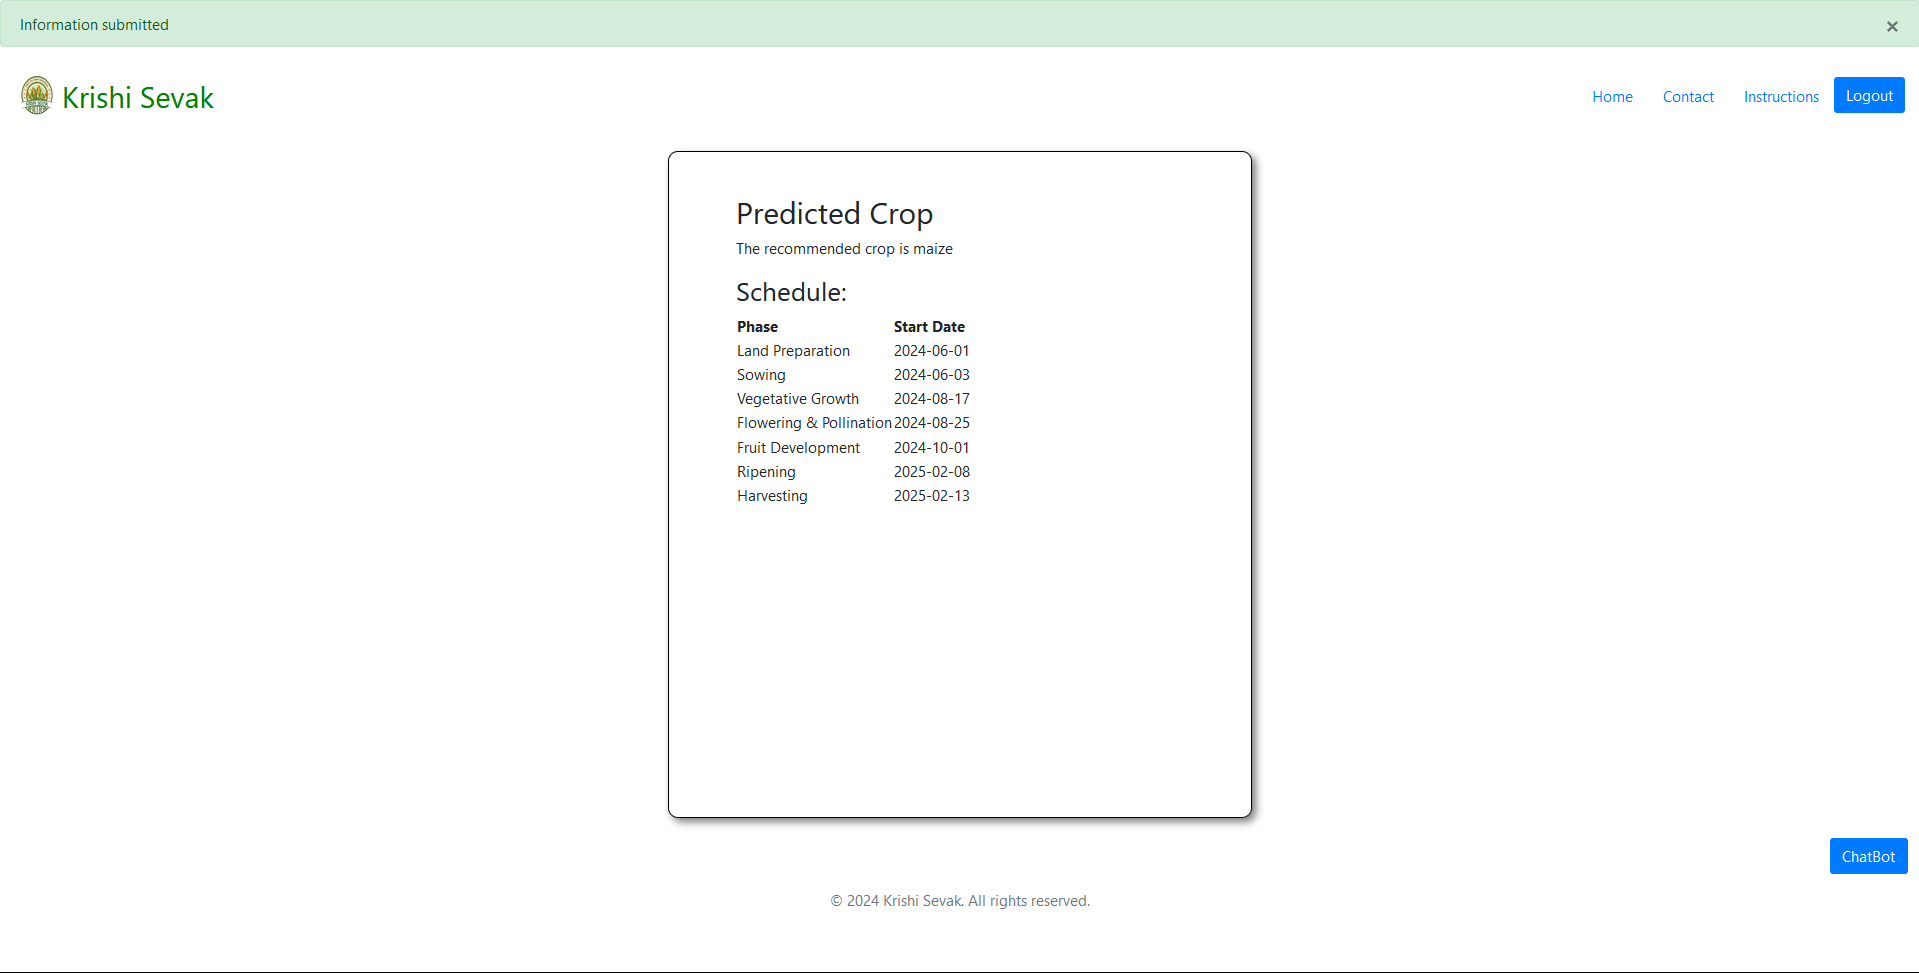 Information submitted
×
Krishi Sevak
Home Contact Instructions Logout
Predicted Crop
The recommended crop is maize
Schedule:
Phase Start Date
Land Preparation 2024-06-01
Sowing 2024-06-03
Vegetative Growth 2024-08-17
Flowering & Pollination 2024-08-25
Fruit Development 2024-10-01
Ripening 2025-02-08
Harvesting 2025-02-13
ChatBot
© 2024 Krishi Sevak. All rights reserved.